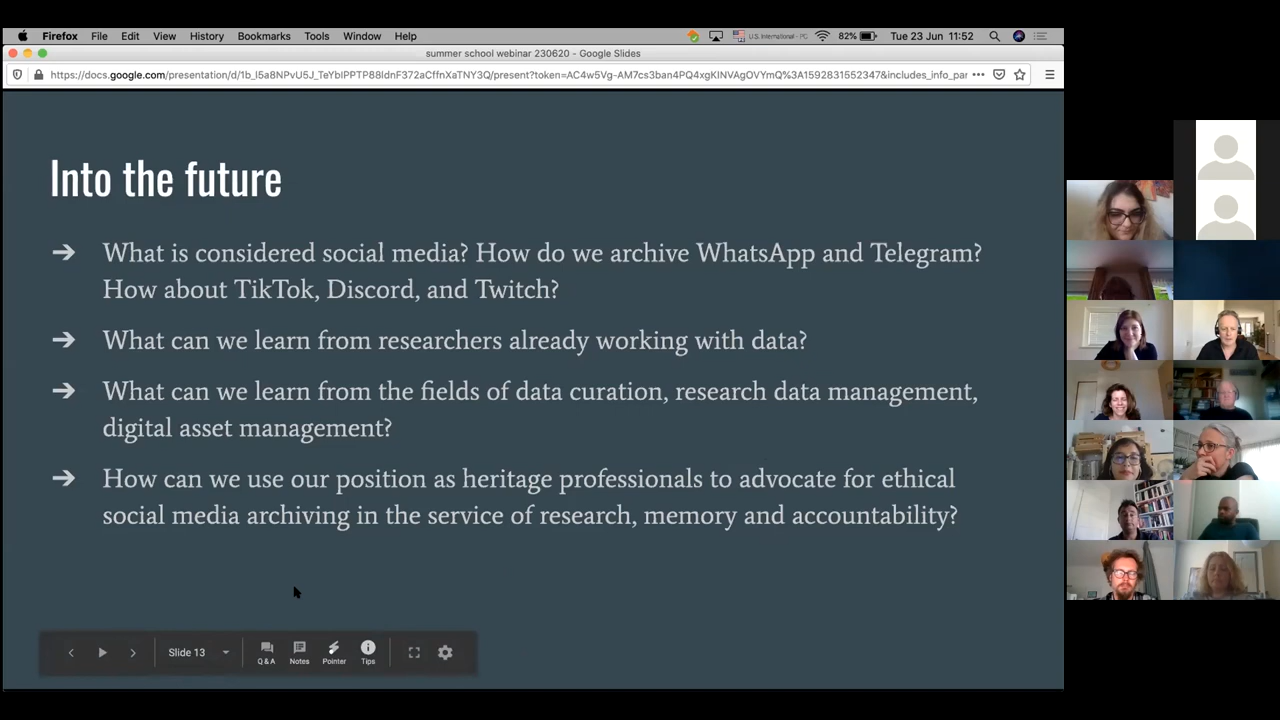 Firefox File Edit View History Bookmarks Tools Window Help U.S. International - PC 82% Tue 23 Jun 11:52
summer school webinar 230620 - Google Slides
Into the future
➔ What is considered social media? How do we archive WhatsApp and Telegram?
How about TikTok, Discord, and Twitch?
➔ What can we learn from researchers already working with data?
➔ What can we learn from the fields of data curation, research data management,
digital asset management?
➔ How can we use our position as heritage professionals to advocate for ethical
social media archiving in the service of research, memory and accountability?
Slide 13 Q&A Notes Pointer Tips